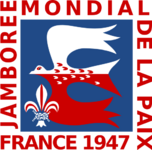 JAMBOREE
MONDIAL
DE LA PAIX
FRANCE 1947